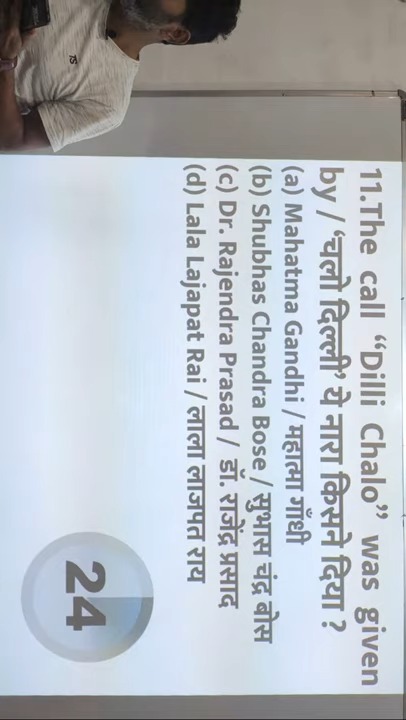 11.The call “Dilli Chalo” was given
by / ‘चलो दिल्ली’ ये नारा किसने दिया ?
(a) Mahatma Gandhi / महात्मा गाँधी
(b) Shubhas Chandra Bose / सुभास चंद्र बोस
(c) Dr. Rajendra Prasad / डॉ. राजेंद्र प्रसाद
(d) Lala Lajapat Rai / लाला लाजपत राय
24